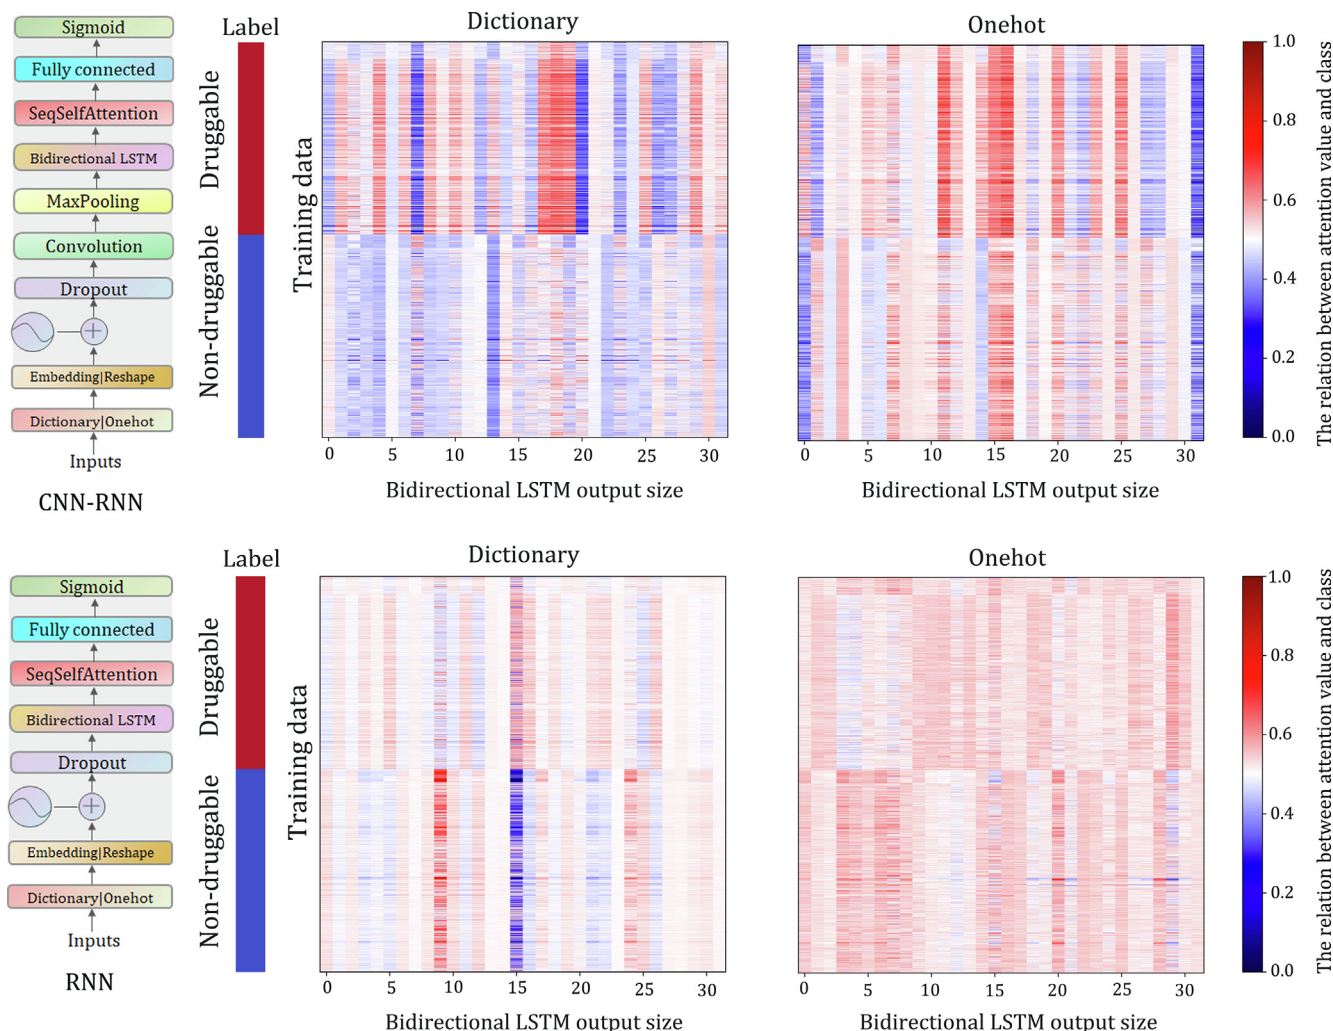 Sigmoid
Fully connected
SeqSelfAttention
Bidirectional LSTM
MaxPooling
Convolution
Dropout
+
Embedding|Reshape
Dictionary|Onehot
Inputs
CNN-RNN
Label
Druggable
Non-druggable
Dictionary
Training data
0 5 10 15 20 25 30
Bidirectional LSTM output size
Onehot
0 5 10 15 20 25 30
Bidirectional LSTM output size
1.0
0.8
0.6
0.4
0.2
0.0
The relation between attention value and class
Sigmoid
Fully connected
SeqSelfAttention
Bidirectional LSTM
Dropout
+
Embedding|Reshape
Dictionary|Onehot
Inputs
RNN
Label
Druggable
Non-druggable
Dictionary
Training data
0 5 10 15 20 25 30
Bidirectional LSTM output size
Onehot
0 5 10 15 20 25 30
Bidirectional LSTM output size
1.0
0.8
0.6
0.4
0.2
0.0
The relation between attention value and class